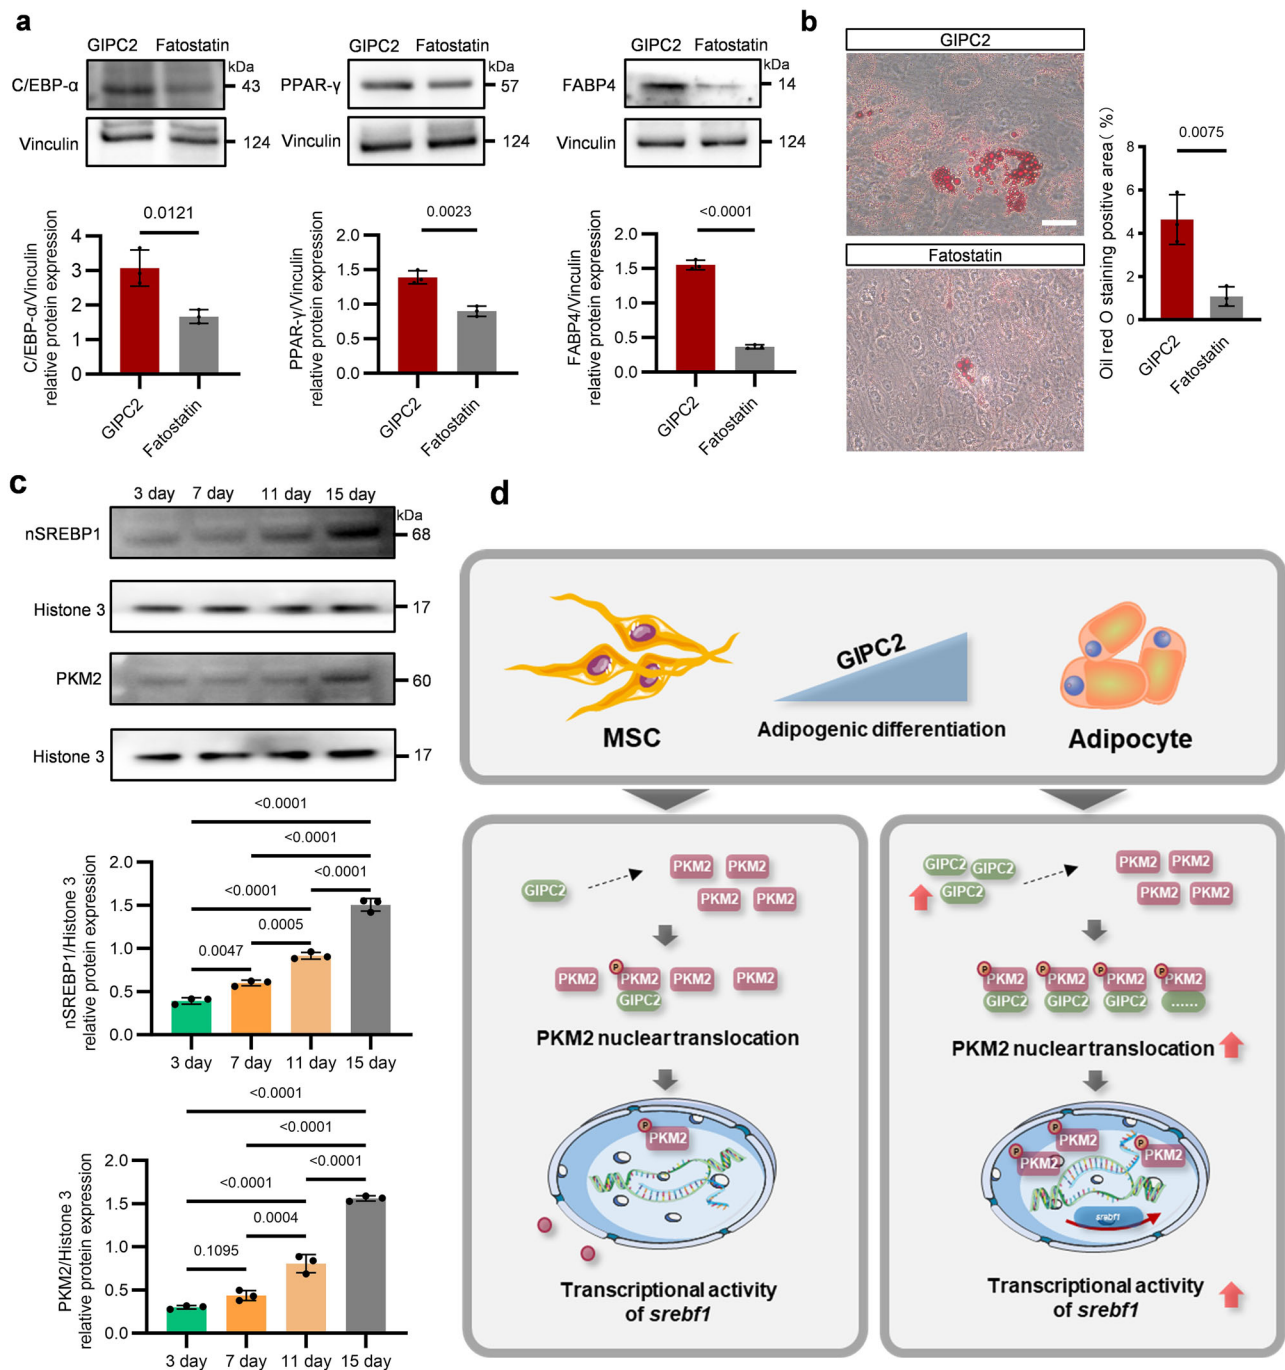 a
GIPC2 Fatostatin
kDa
C/EBP-α
43
Vinculin
124
GIPC2 Fatostatin
kDa
PPAR-γ
57
Vinculin
124
GIPC2 Fatostatin
kDa
FABP4
14
Vinculin
124
C/EBP-α/Vinculin
relative protein expression
0.0121
4
3
2
1
0
GIPC2
Fatostatin
PPAR-γ/Vinculin
relative protein expression
0.0023
2.0
1.5
1.0
0.5
0.0
GIPC2
Fatostatin
FABP4/Vinculin
relative protein expression
<0.0001
2.0
1.5
1.0
0.5
0.0
GIPC2
Fatostatin
b
GIPC2
Fatostatin
Oil red O staining positive area( %)
0.0075
8
6
4
2
0
GIPC2
Fatostatin
c
3 day 7 day 11 day 15 day
kDa
nSREBP1
68
Histone 3
17
PKM2
60
Histone 3
17
nSREBP1/Histone 3
relative protein expression
<0.0001
<0.0001
<0.0001
<0.0001
0.0005
0.0047
2.0
1.5
1.0
0.5
0.0
3 day 7 day 11 day 15 day
PKM2/Histone 3
relative protein expression
<0.0001
<0.0001
<0.0001
<0.0001
0.0004
0.1095
2.0
1.5
1.0
0.5
0.0
3 day 7 day 11 day 15 day
d
MSC
GIPC2
Adipogenic differentiation
Adipocyte
GIPC2
PKM2 PKM2
PKM2 PKM2
P
PKM2 PKM2 PKM2 PKM2
GIPC2
PKM2 nuclear translocation
P
PKM2
Transcriptional activity
of srebf1
GIPC2 GIPC2
GIPC2
PKM2 PKM2
PKM2 PKM2
P P P P
PKM2 PKM2 PKM2 PKM2
GIPC2 GIPC2 GIPC2 ......
PKM2 nuclear translocation
P
PKM2
P
PKM2
P
PKM2
srebf1
Transcriptional activity
of srebf1